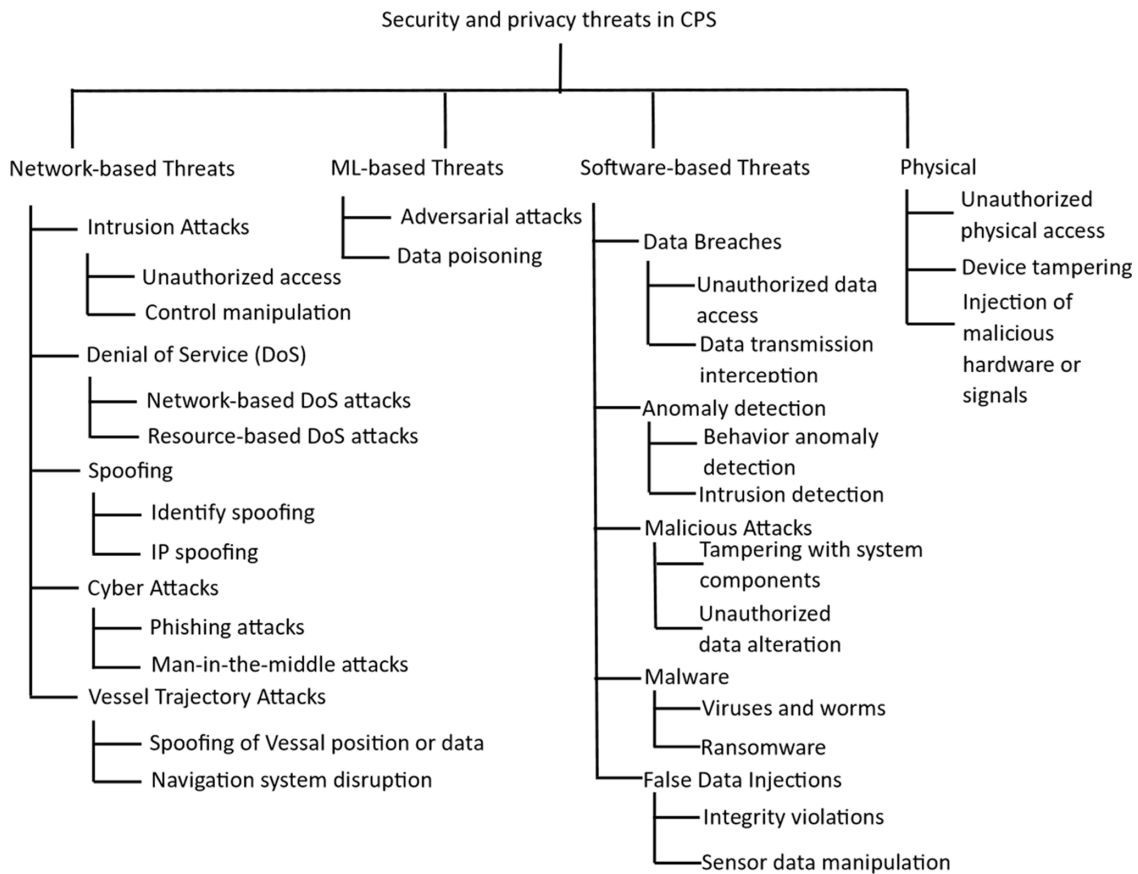 Security and privacy threats in CPS
Network-based Threats
Intrusion Attacks
Unauthorized access
Control manipulation
Denial of Service (DoS)
Network-based DoS attacks
Resource-based DoS attacks
Spoofing
Identify spoofing
IP spoofing
Cyber Attacks
Phishing attacks
Man-in-the-middle attacks
Vessel Trajectory Attacks
Spoofing of Vessal position or data
Navigation system disruption
ML-based Threats
Adversarial attacks
Data poisoning
Software-based Threats
Data Breaches
Unauthorized data
access
Data transmission
interception
Anomaly detection
Behavior anomaly
detection
Intrusion detection
Malicious Attacks
Tampering with system
components
Unauthorized
data alteration
Malware
Viruses and worms
Ransomware
False Data Injections
Integrity violations
Sensor data manipulation
Physical
Unauthorized
physical access
Device tampering
Injection of
malicious
hardware or
signals